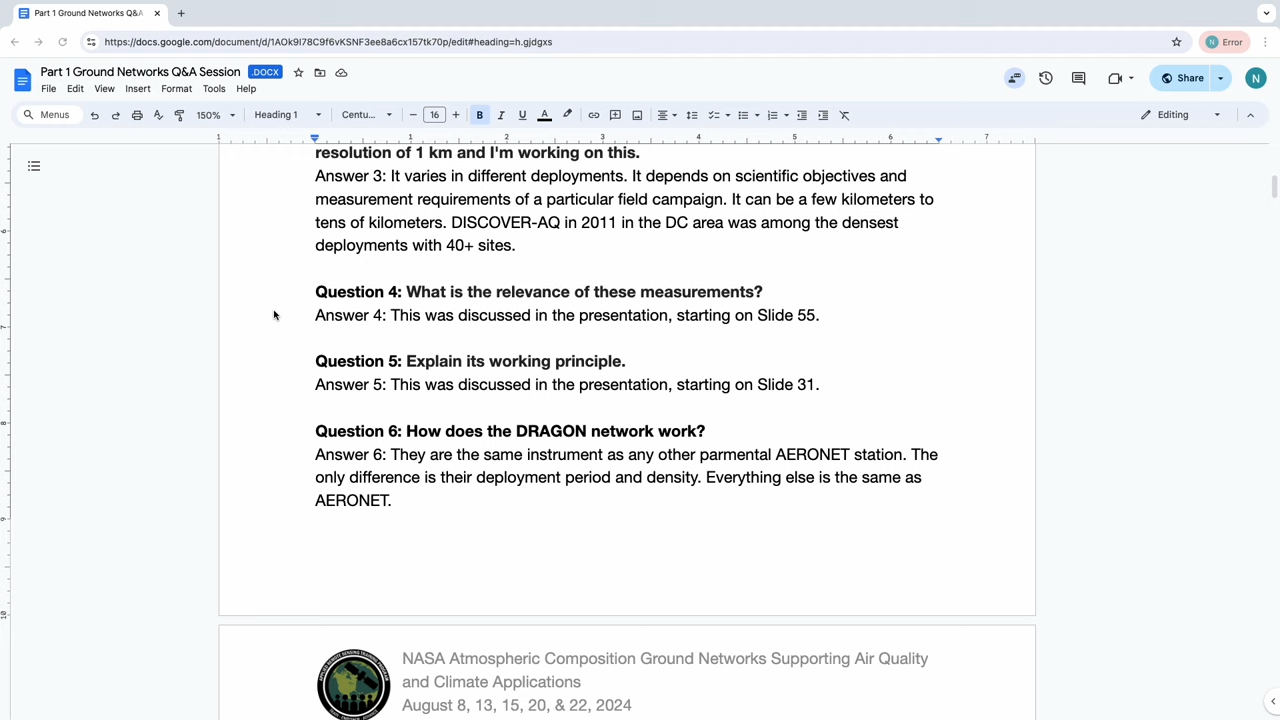 Part 1 Ground Networks Q&A
https://docs.google.com/document/d/1AOk9I78C9f6vKSNF3ee8a6cx157tk70p/edit#heading=h.gjdgxs
N Error
Part 1 Ground Networks Q&A Session .DOCX
File Edit View Insert Format Tools Help
Share
N
Menus 150% Heading 1 Centu... 16 B I U A Editing
1 1 2 3 4 5 6 7
resolution of 1 km and I'm working on this.
Answer 3: It varies in different deployments. It depends on scientific objectives and
measurement requirements of a particular field campaign. It can be a few kilometers to
tens of kilometers. DISCOVER-AQ in 2011 in the DC area was among the densest
deployments with 40+ sites.
Question 4: What is the relevance of these measurements?
Answer 4: This was discussed in the presentation, starting on Slide 55.
Question 5: Explain its working principle.
Answer 5: This was discussed in the presentation, starting on Slide 31.
Question 6: How does the DRAGON network work?
Answer 6: They are the same instrument as any other parmental AERONET station. The
only difference is their deployment period and density. Everything else is the same as
AERONET.
NASA Atmospheric Composition Ground Networks Supporting Air Quality
and Climate Applications
August 8, 13, 15, 20, & 22, 2024